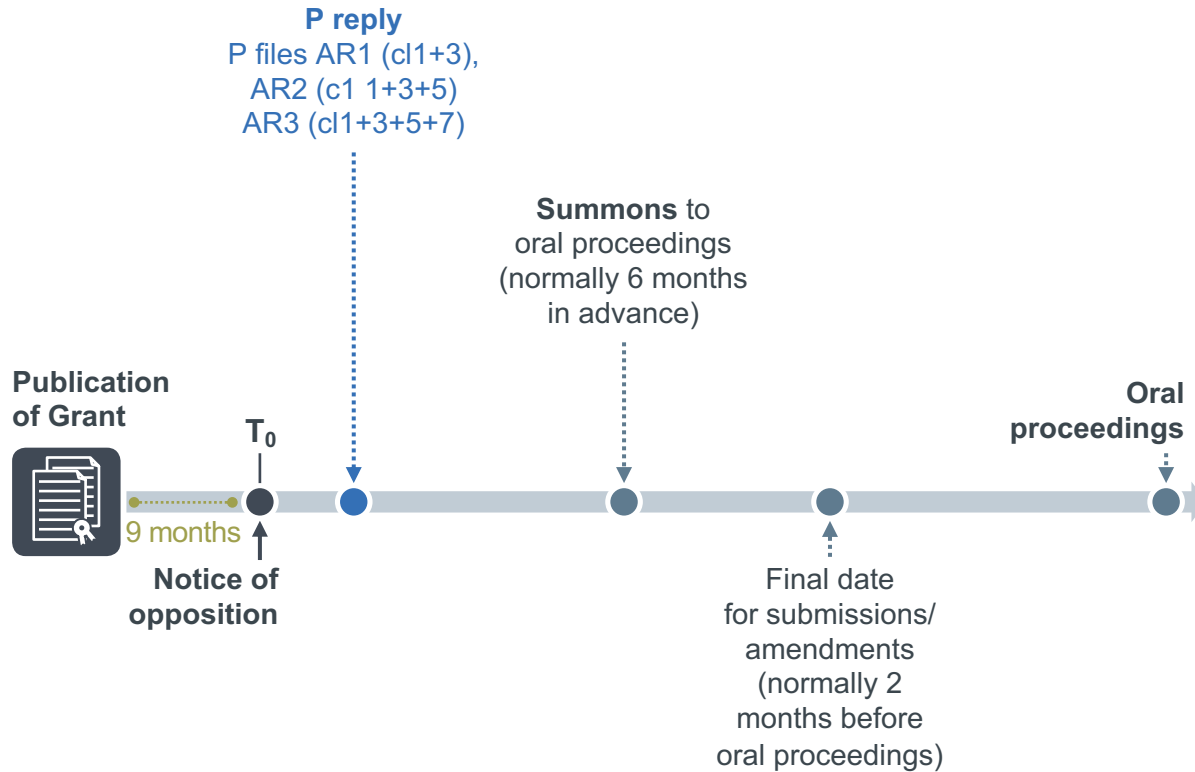 P reply
P files AR1 (cl1+3),
AR2 (c1 1+3+5)
AR3 (cl1+3+5+7)
Summons to
oral proceedings
(normally 6 months
in advance)
Publication
of Grant
T₀
Oral
proceedings
9 months
Notice of
opposition
Final date
for submissions/
amendments
(normally 2
months before
oral proceedings)